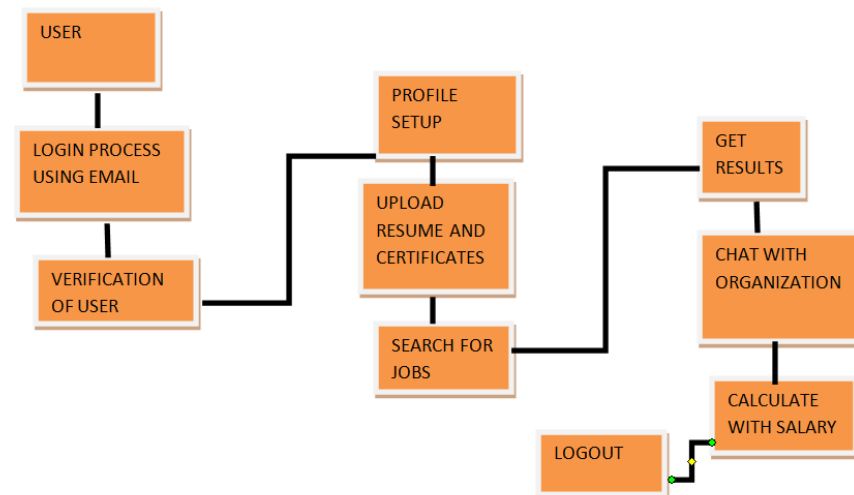 USER
LOGIN PROCESS
USING EMAIL
VERIFICATION
OF USER
PROFILE
SETUP
UPLOAD
RESUME AND
CERTIFICATES
SEARCH FOR
JOBS
GET
RESULTS
CHAT WITH
ORGANIZATION
CALCULATE
WITH SALARY
LOGOUT